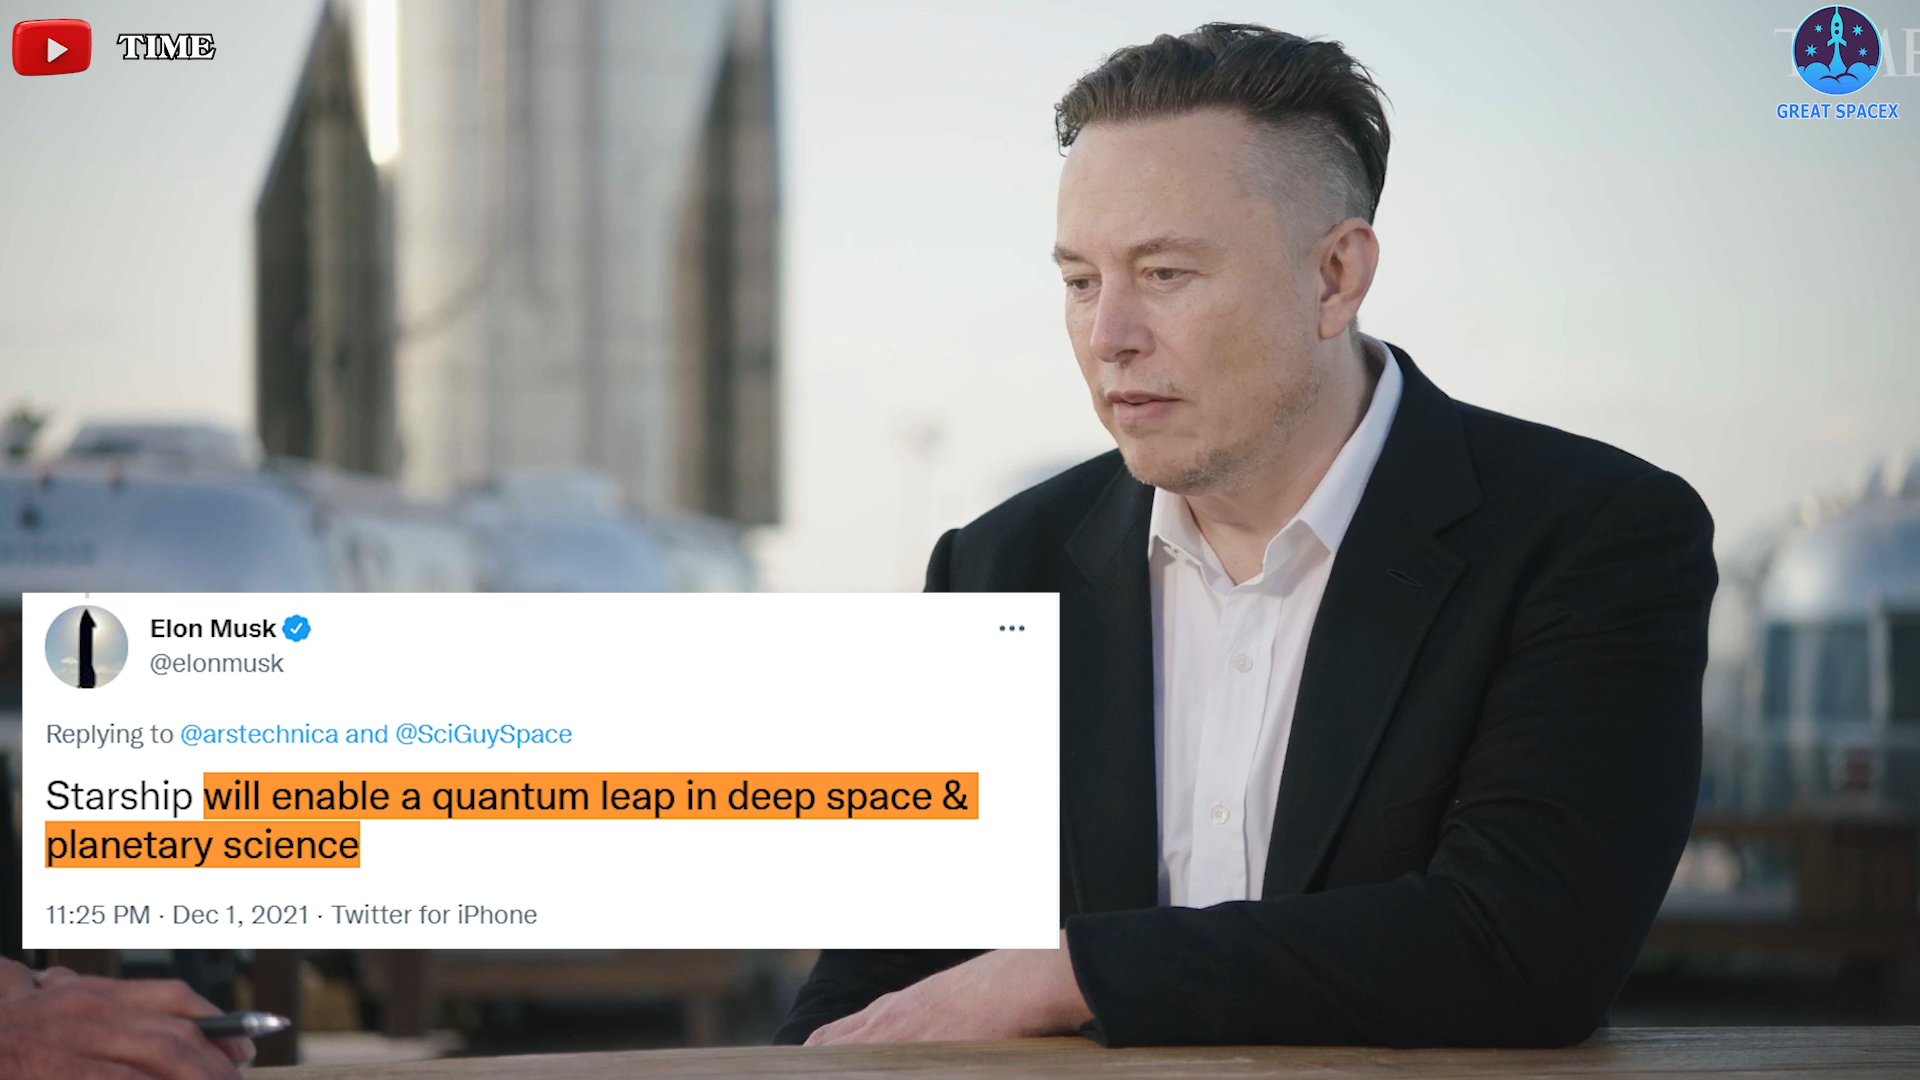 TIME
GREAT SPACEX
Elon Musk
@elonmusk
Replying to @arstechnica and @SciGuySpace
Starship will enable a quantum leap in deep space &
planetary science
11:25 PM · Dec 1, 2021 · Twitter for iPhone